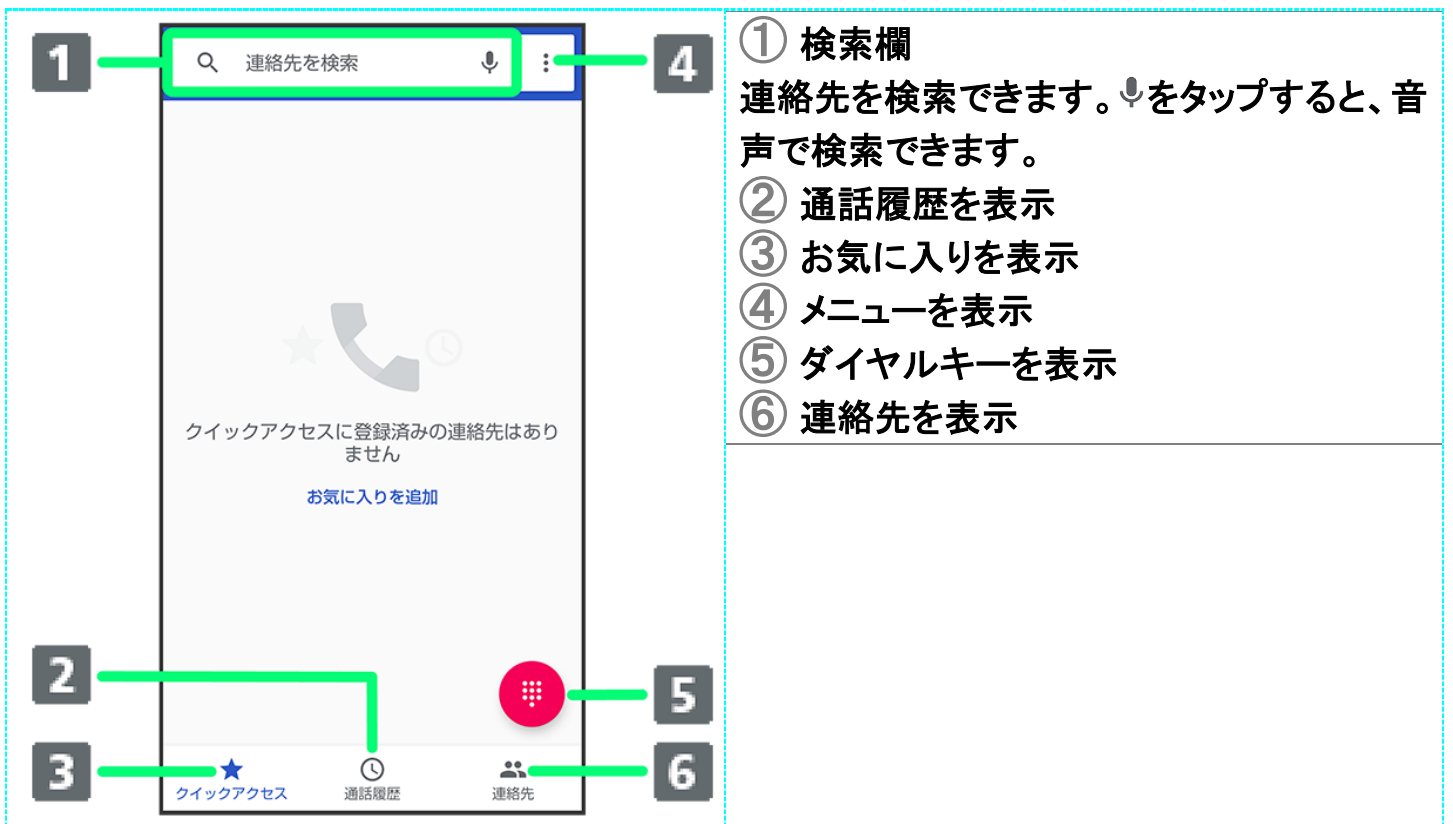 1
連絡先を検索
4
クイックアクセスに登録済みの連絡先はあり
ません
お気に入りを追加
2
5
3
クイックアクセス
通話履歴
連絡先
6
① 検索欄
連絡先を検索できます。をタップすると、音
声で検索できます。
② 通話履歴を表示
③ お気に入りを表示
④ メニューを表示
⑤ ダイヤルキーを表示
⑥ 連絡先を表示